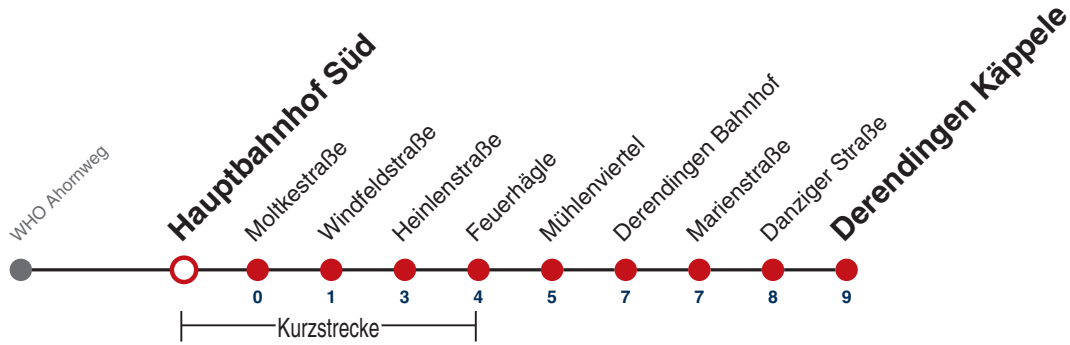 WHO Ahornweg
Hauptbahnhof Süd
Moltkestraße
Windfeldstraße
Heinlenstraße
Feuerhägle
Mühlenviertel
Derendingen Bahnhof
Marienstraße
Danziger Straße
Derendingen Käppele
0 1 3 4 5 7 7 8 9
Kurzstrecke